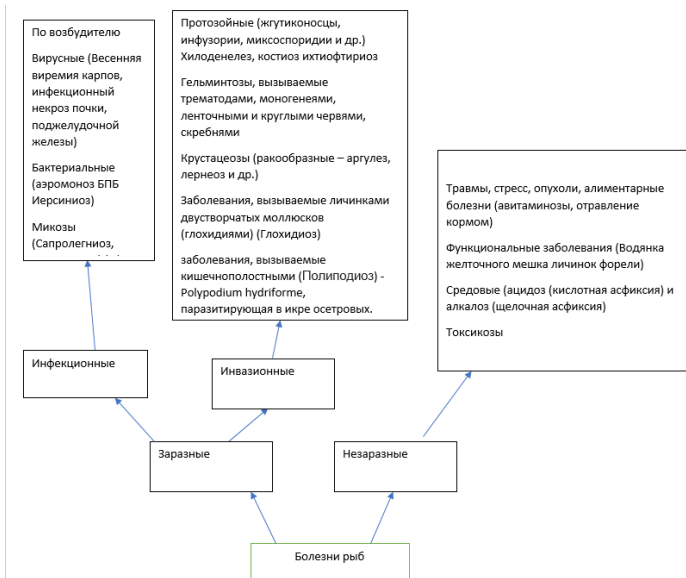 По возбудителю
Вирусные (Весенняя
виремия карпов,
инфекционный
некроз почки,
поджелудочной
железы)
Бактериальные
(аэромоноз БПБ
Иерсиниоз)
Микозы
(Сапролегниоз,
Протозойные (жгутиконосцы,
инфузории, миксоспоридии и др.)
Хилоденелез, костиоз ихтиофтириоз
Гельминтозы, вызываемые
трематодами, моногенеями,
ленточными и круглыми червями,
скребнями
Крустацеозы (ракообразные – аргулез,
лернеоз и др.)
Заболевания, вызываемые личинками
двустворчатых моллюсков
(глохидиями) (Глохидиоз)
заболевания, вызываемые
кишечнополостными (Полиподиоз) -
Polypodium hydriforme,
паразитирующая в икре осетровых.
Травмы, стресс, опухоли, алиментарные
болезни (авитаминозы, отравление
кормом)
Функциональные заболевания (Водянка
желточного мешка личинок форели)
Средовые (ацидоз (кислотная асфиксия) и
алкалоз (щелочная асфиксия)
Токсикозы
Инфекционные
Инвазионные
Заразные
Незаразные
Болезни рыб